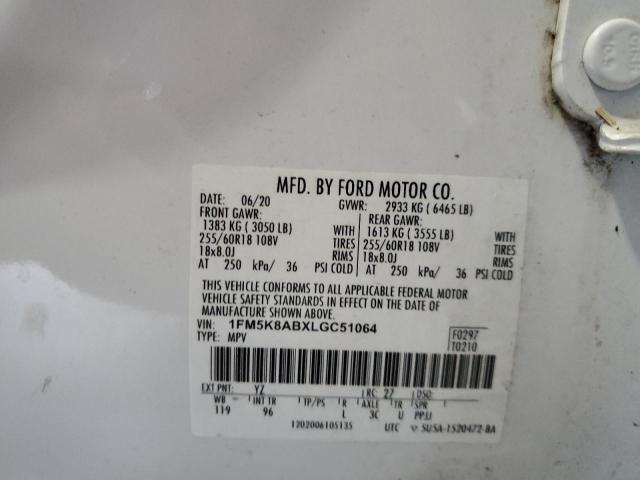 MFD. BY FORD MOTOR CO.
DATE: 06/20 GVWR: 2933 KG ( 6465 LB)
FRONT GAWR: REAR GAWR:
1383 KG ( 3050 LB) WITH 1613 KG ( 3555 LB) WITH
255/60R18 108V TIRES 255/60R18 108V TIRES
18x8.0J RIMS 18x8.0J RIMS
AT 250 kPa/ 36 PSI COLD AT 250 kPa/ 36 PSI COLD
THIS VEHICLE CONFORMS TO ALL APPLICABLE FEDERAL MOTOR
VEHICLE SAFETY STANDARDS IN EFFECT ON THE DATE OF
MANUFACTURE SHOWN ABOVE.
VIN: 1FM5K8ABXLGC51064 F0297
TYPE: MPV T0210
EXT PNT: YZ RC: 22 DSO:
WB INT TR TP/PS R AXLE TR SPR
119 96 L 3C U PPJJ
1202006105135 UTC SUSA-1520472-BA